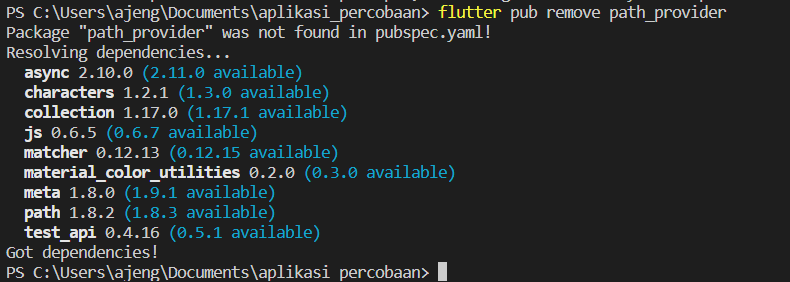 PS C:\Users\ajeng\Documents\aplikasi_percobaan> flutter pub remove path_provider
Package "path_provider" was not found in pubspec.yaml!
Resolving dependencies...
  async 2.10.0 (2.11.0 available)
  characters 1.2.1 (1.3.0 available)
  collection 1.17.0 (1.17.1 available)
  js 0.6.5 (0.6.7 available)
  matcher 0.12.13 (0.12.15 available)
  material_color_utilities 0.2.0 (0.3.0 available)
  meta 1.8.0 (1.9.1 available)
  path 1.8.2 (1.8.3 available)
  test_api 0.4.16 (0.5.1 available)
Got dependencies!
PS C:\Users\ajeng\Documents\aplikasi percobaan>